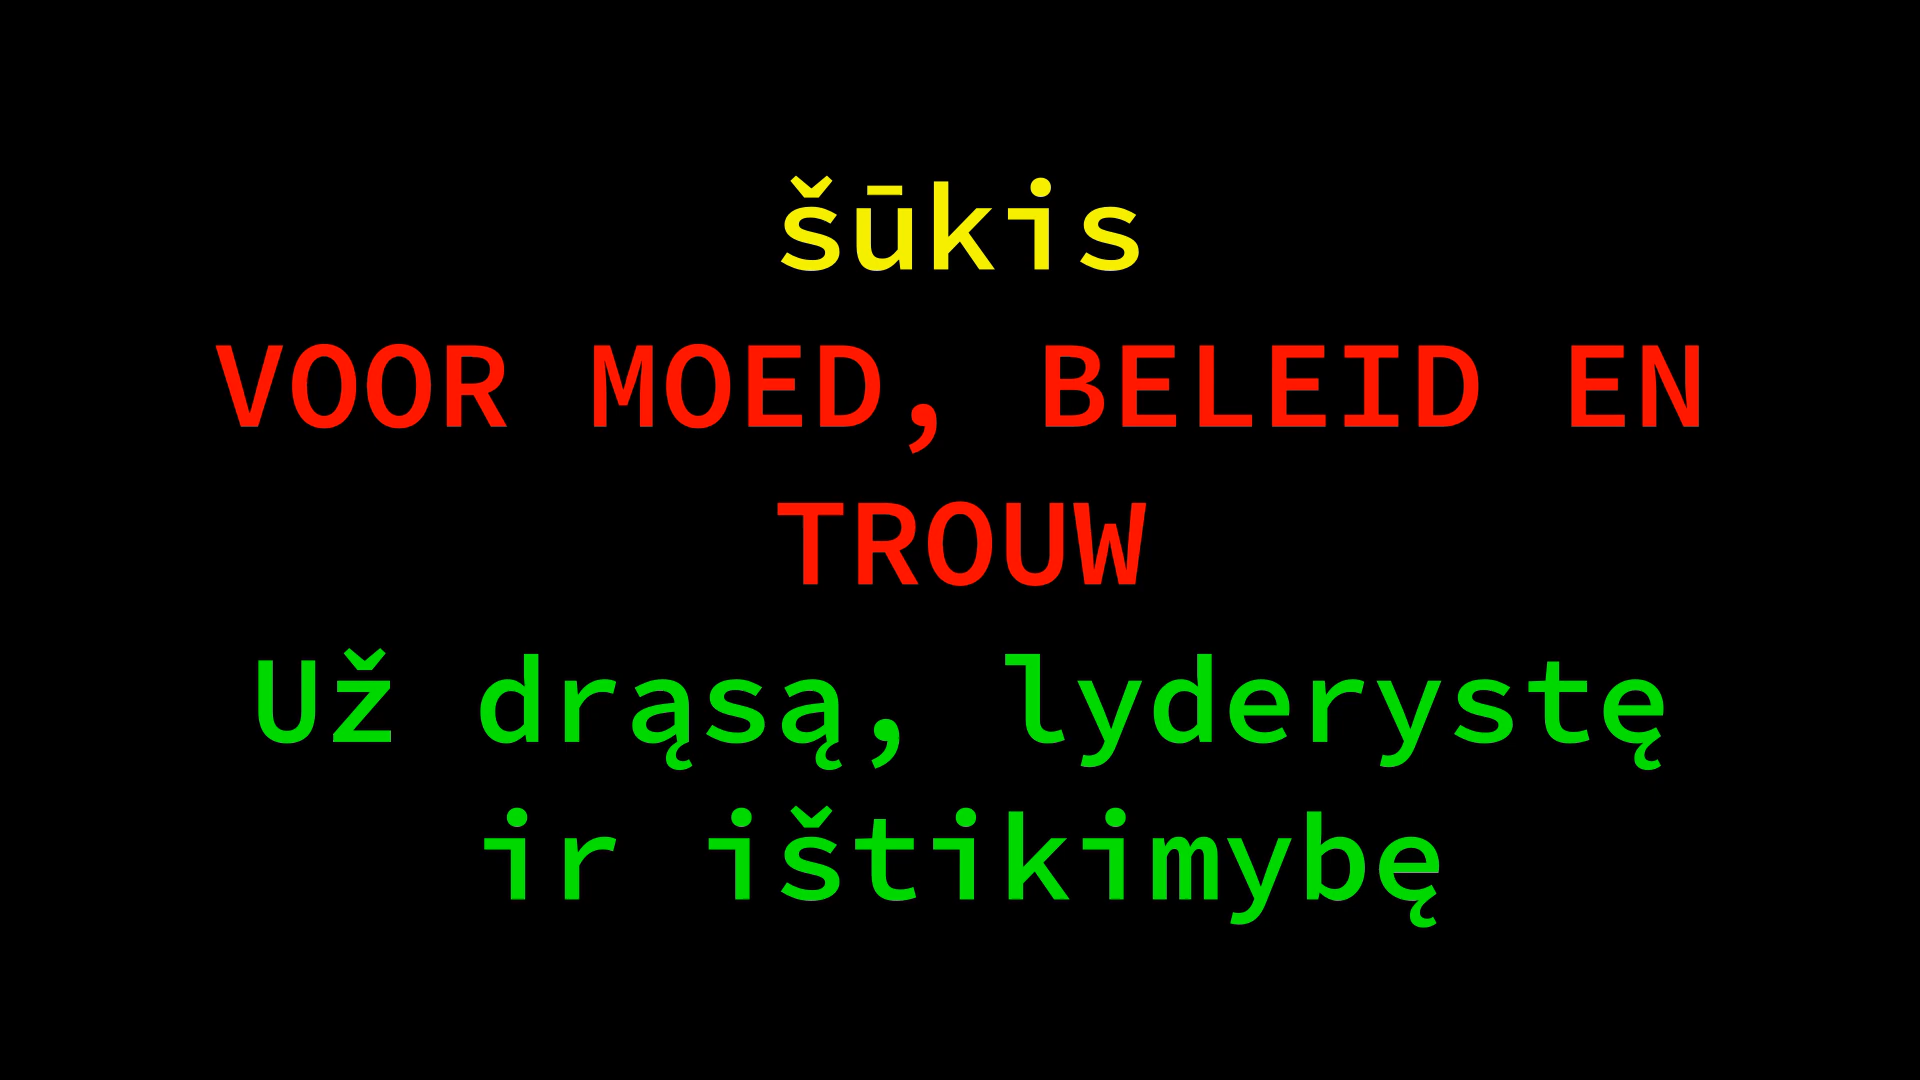 šūkis
VOOR MOED, BELEID EN
TROUW
Už drąsą, lyderystę
ir ištikimybę